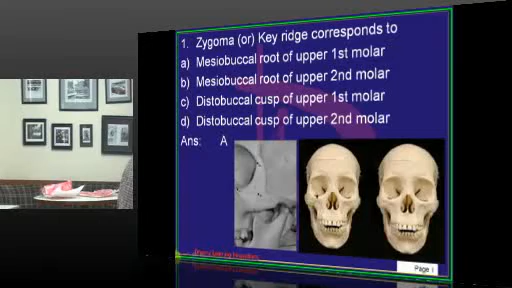 1. Zygoma (or) Key ridge corresponds to
a) Mesiobuccal root of upper 1st molar
b) Mesiobuccal root of upper 2nd molar
c) Distobuccal cusp of upper 1st molar
d) Distobuccal cusp of upper 2nd molar
Ans: A
Page 1